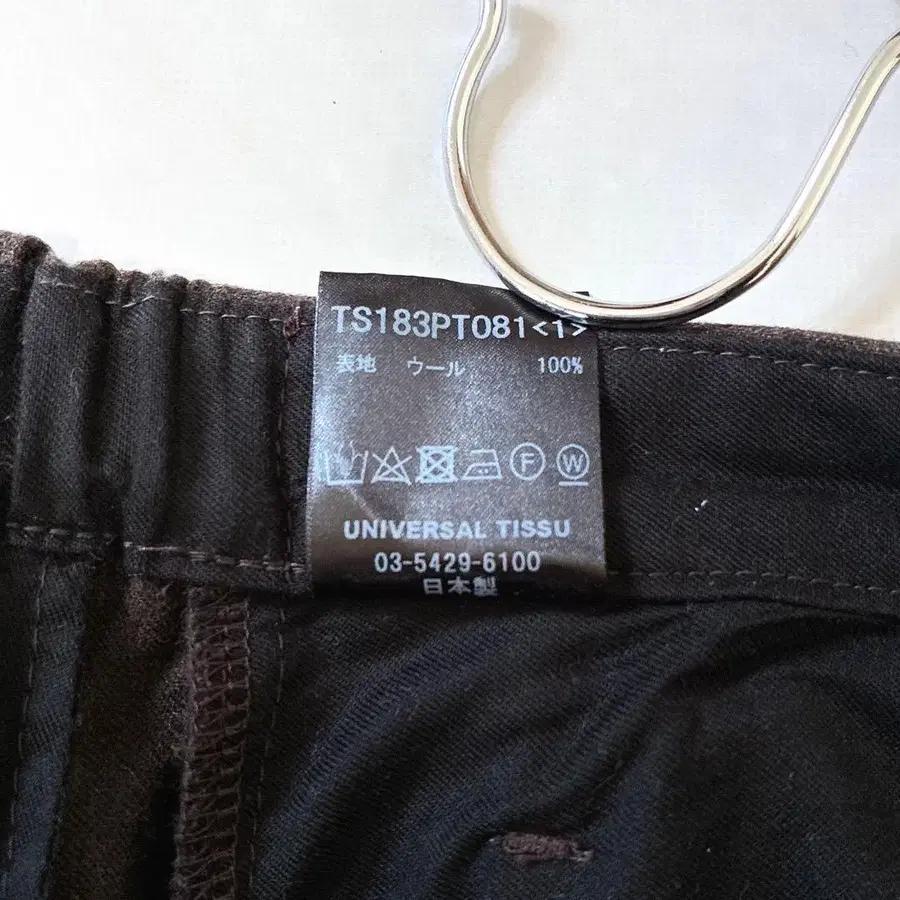 TS183PT081<1>
表地 ウール 100%
F W
UNIVERSAL TISSU
03-5429-6100
日本製